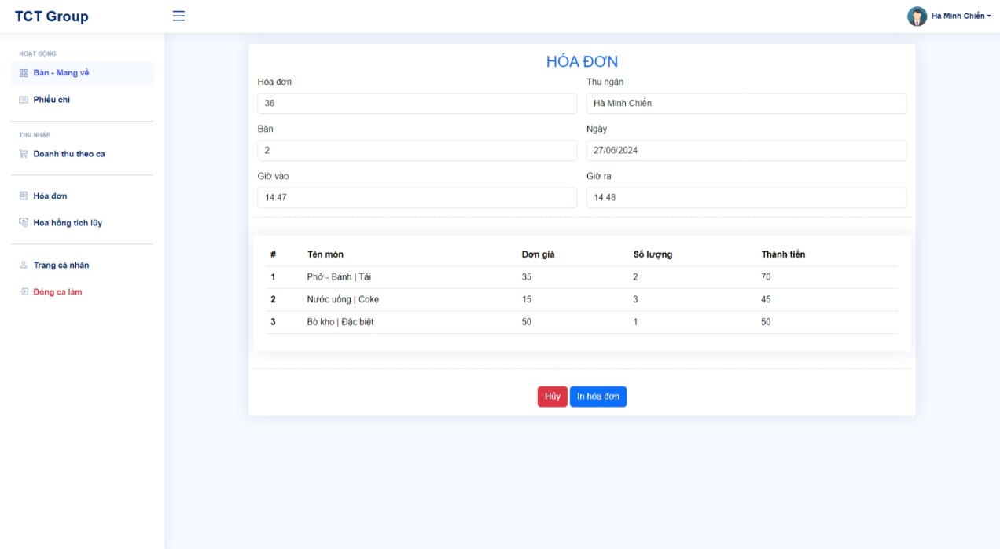 TCT Group
Hà Minh Chiến
HOẠT ĐỘNG
Bàn - Mang về
Phiếu chi
THU NHẬP
Doanh thu theo ca
Hóa đơn
Hoa hồng tích lũy
Trang cá nhân
Đóng ca làm
HÓA ĐƠN
Hóa đơn Thu ngân
36 Hà Minh Chiến
Bàn Ngày
2 27/06/2024
Giờ vào Giờ ra
14:47 14:48
# Tên món Đơn giá Số lượng Thành tiền
1 Phở - Bánh | Tái 35 2 70
2 Nước uống | Coke 15 3 45
3 Bò kho | Đặc biệt 50 1 50
Hủy In hóa đơn